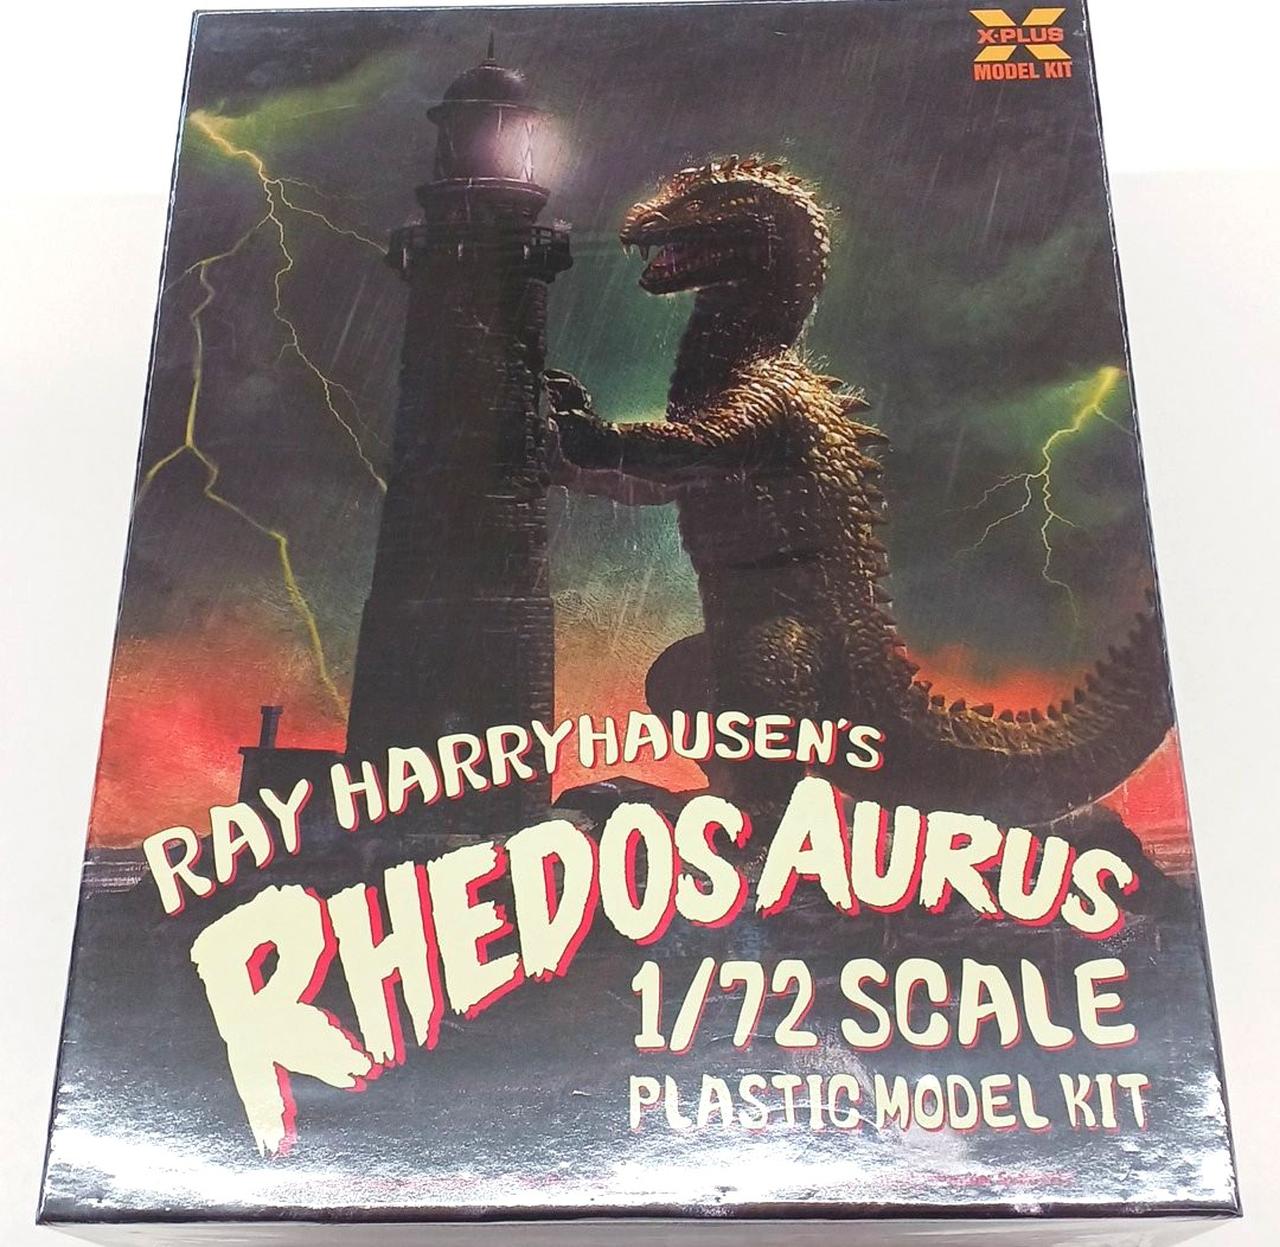 X-PLUS
MODEL KIT
RAY HARRYHAUSEN'S
RHEDOSAURUS
1/72 SCALE
PLASTIC MODEL KIT